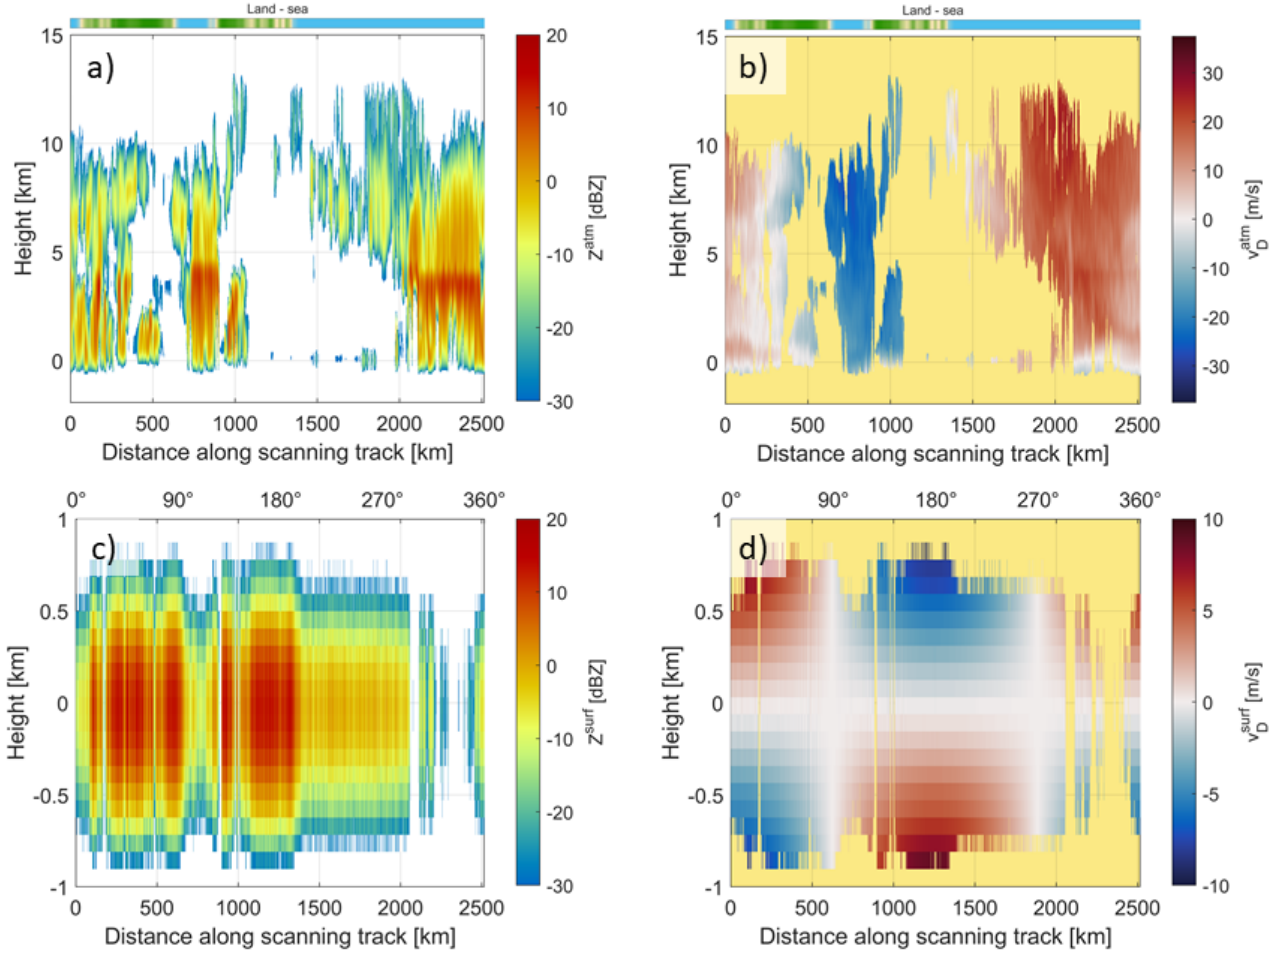 Land - sea
Land - sea
a)
15
10
5
0
Height [km]
0 500 1000 1500 2000 2500
Distance along scanning track [km]
20
10
0
-10
-20
-30
Z^atm [dBZ]
b)
15
10
5
0
Height [km]
0 500 1000 1500 2000 2500
Distance along scanning track [km]
30
20
10
0
-10
-20
-30
v_D^atm [m/s]
0° 90° 180° 270° 360°
c)
1
0.5
0
-0.5
-1
Height [km]
0 500 1000 1500 2000 2500
Distance along scanning track [km]
20
10
0
-10
-20
-30
Z^surf [dBZ]
0° 90° 180° 270° 360°
d)
1
0.5
0
-0.5
-1
Height [km]
0 500 1000 1500 2000 2500
Distance along scanning track [km]
10
5
0
-5
-10
v_D^surf [m/s]